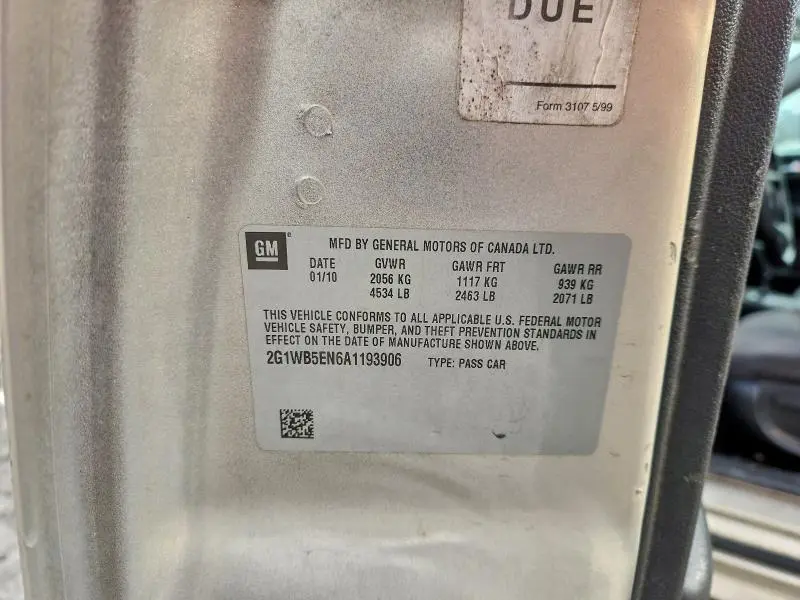 DUE
Form 3107 5/99
GM
MFD BY GENERAL MOTORS OF CANADA LTD.
DATE GVWR GAWR FRT GAWR RR
01/10 2056 KG 1117 KG 939 KG
4534 LB 2463 LB 2071 LB
THIS VEHICLE CONFORMS TO ALL APPLICABLE U.S. FEDERAL MOTOR
VEHICLE SAFETY, BUMPER, AND THEFT PREVENTION STANDARDS IN
EFFECT ON THE DATE OF MANUFACTURE SHOWN ABOVE.
2G1WB5EN6A1193906 TYPE: PASS CAR